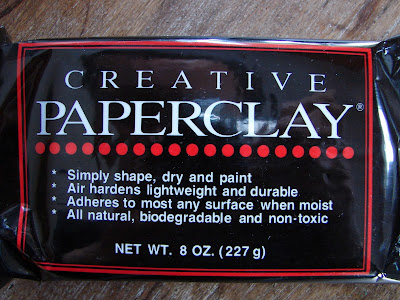 CREATIVE
PAPERCLAY®
* Simply shape, dry and paint
* Air hardens lightweight and durable
* Adheres to most any surface when moist
* All natural, biodegradable and non-toxic
NET WT. 8 OZ. (227 g)